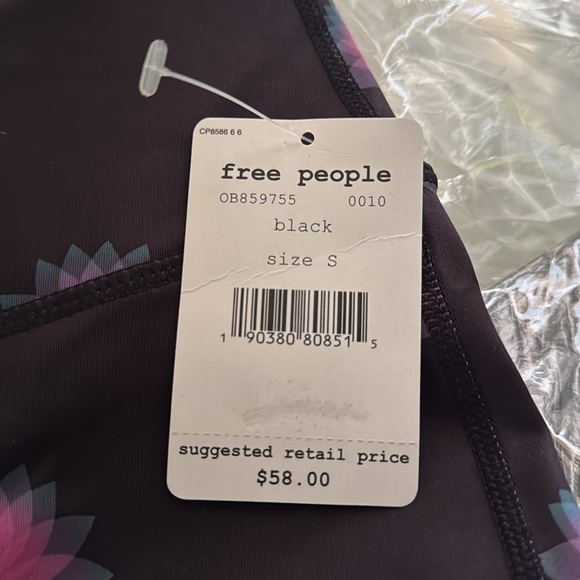 CP8586 6 6
free people
OB859755 0010
black
size S
1 90380 80851 5
suggested retail price
$58.00